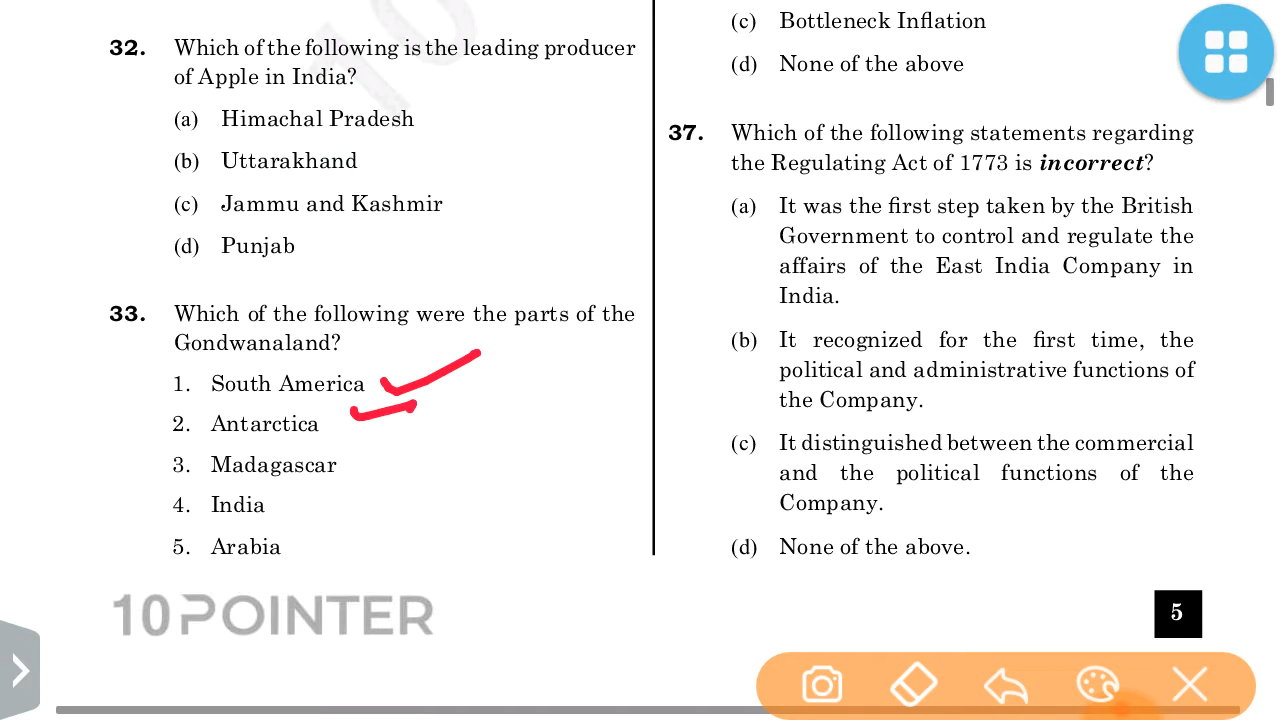 32. Which of the following is the leading producer
of Apple in India?
(a) Himachal Pradesh
(b) Uttarakhand
(c) Jammu and Kashmir
(d) Punjab
33. Which of the following were the parts of the
Gondwanaland?
1. South America
2. Antarctica
3. Madagascar
4. India
5. Arabia
(c) Bottleneck Inflation
(d) None of the above
37. Which of the following statements regarding
the Regulating Act of 1773 is incorrect?
(a) It was the first step taken by the British
Government to control and regulate the
affairs of the East India Company in
India.
(b) It recognized for the first time, the
political and administrative functions of
the Company.
(c) It distinguished between the commercial
and the political functions of the
Company.
(d) None of the above.
10 POINTER
5